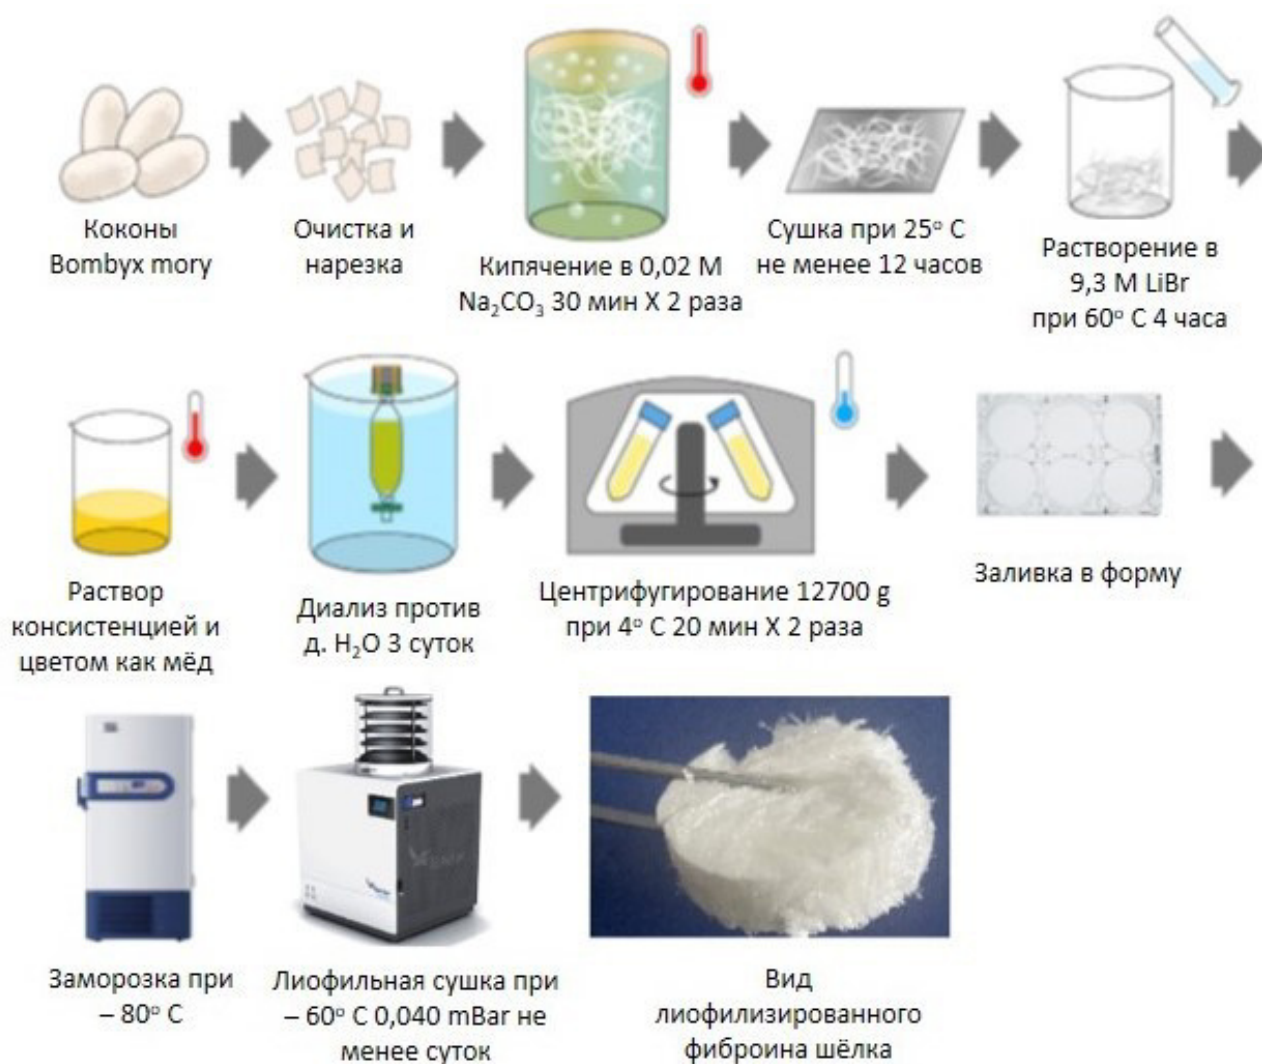 Коконы
Bombyx mory
Очистка и
нарезка
Кипячение в 0,02 М
Na₂CO₃ 30 мин X 2 раза
Сушка при 25° С
не менее 12 часов
Растворение в
9,3 М LiBr
при 60° С 4 часа
Раствор
консистенцией и
цветом как мёд
Диализ против
д. H₂O 3 суток
Центрифугирование 12700 g
при 4° С 20 мин X 2 раза
Заливка в форму
Заморозка при
– 80° С
Лиофильная сушка при
– 60° С 0,040 mBar не
менее суток
Вид
лиофилизированного
фиброина шёлка